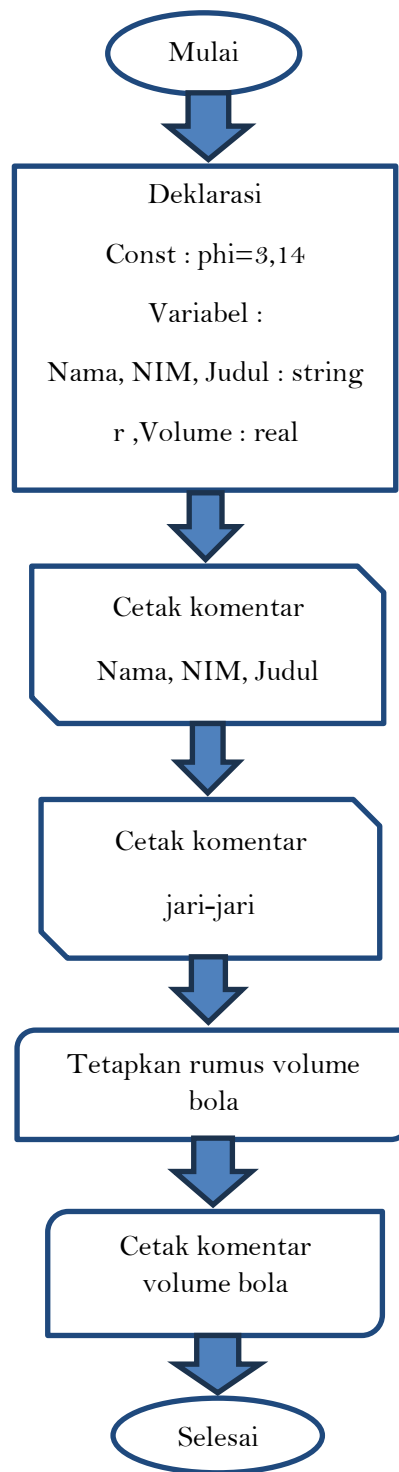 Mulai
Deklarasi
Const : phi=3,14
Variabel :
Nama, NIM, Judul : string
r ,Volume : real
Cetak komentar
Nama, NIM, Judul
Cetak komentar
jari-jari
Tetapkan rumus volume
bola
Cetak komentar
volume bola
Selesai